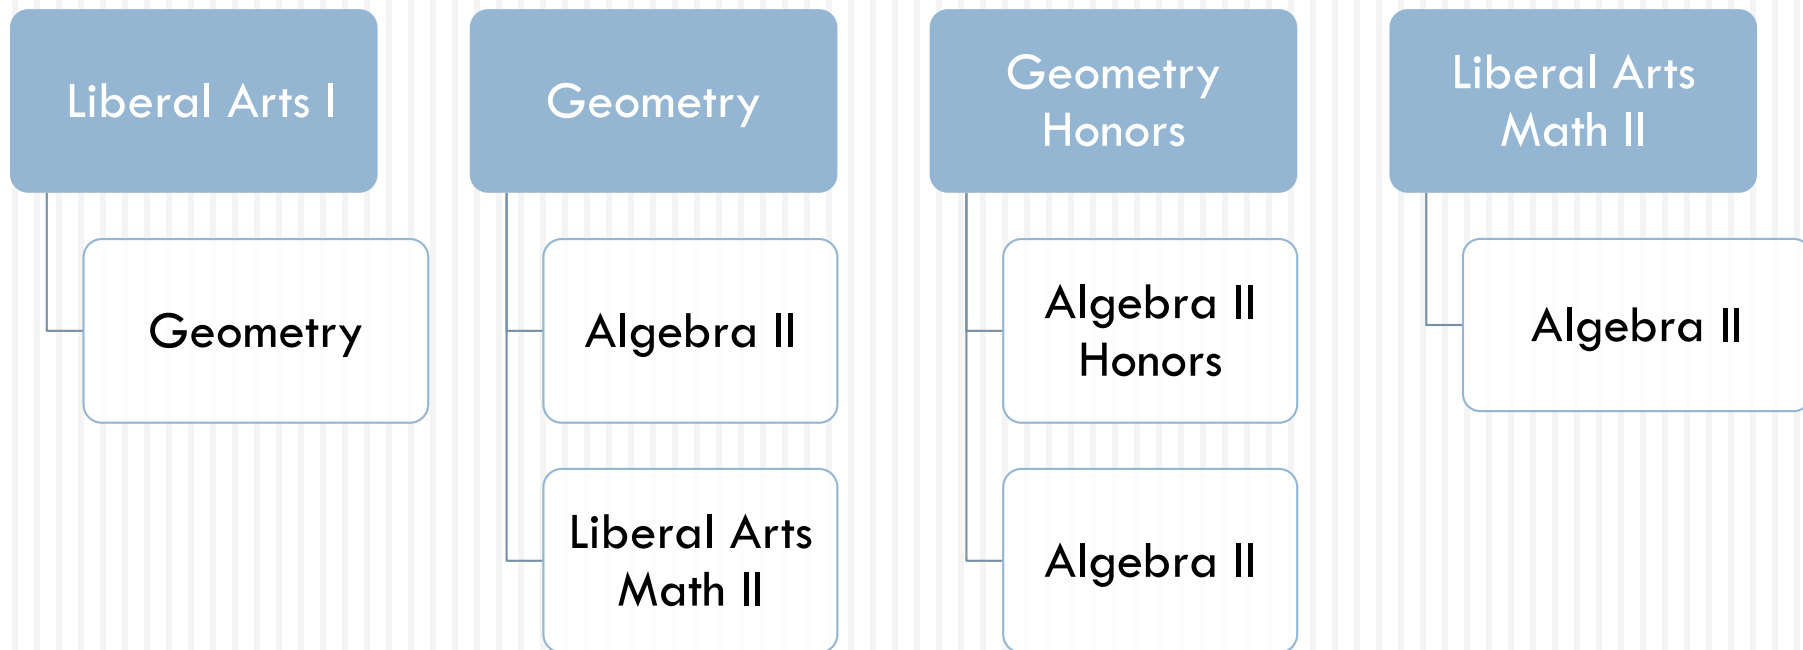 Liberal Arts I
Geometry
Geometry
Algebra II
Liberal Arts
Math II
Geometry
Honors
Algebra II
Honors
Algebra II
Liberal Arts
Math II
Algebra II